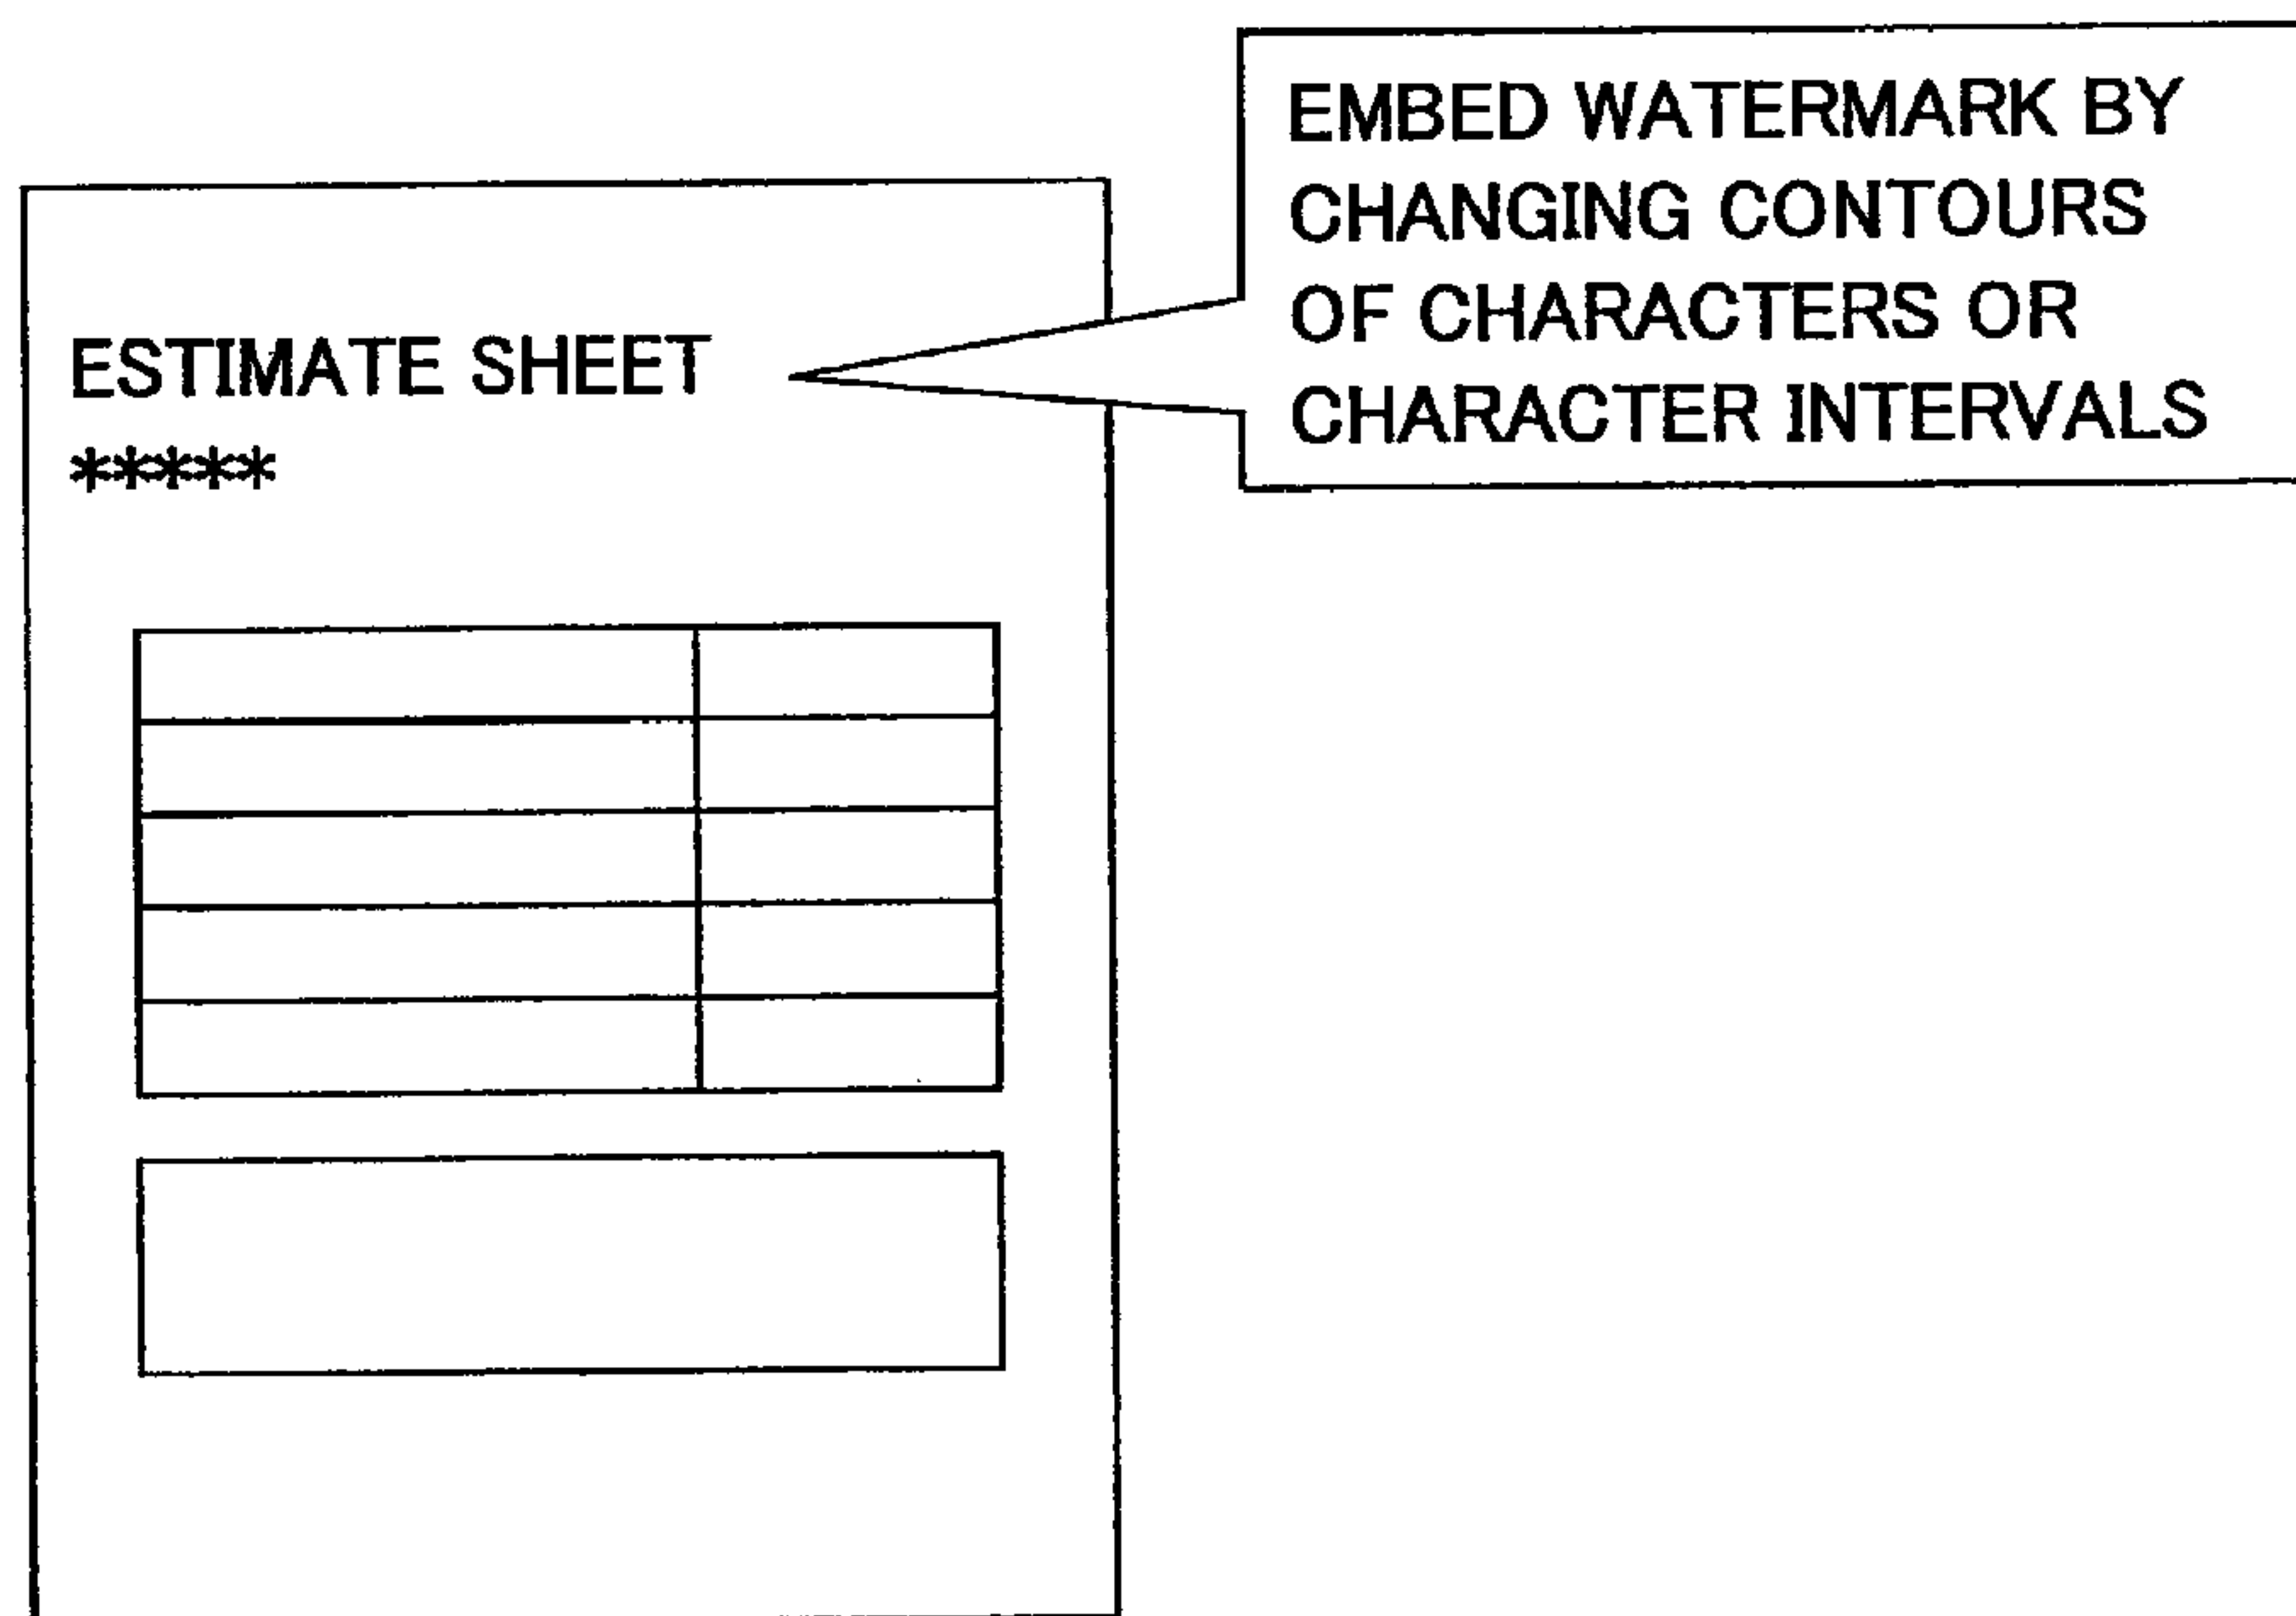 EMBED WATERMARK BY
CHANGING CONTOURS
OF CHARACTERS OR
CHARACTER INTERVALS
ESTIMATE SHEET
*****